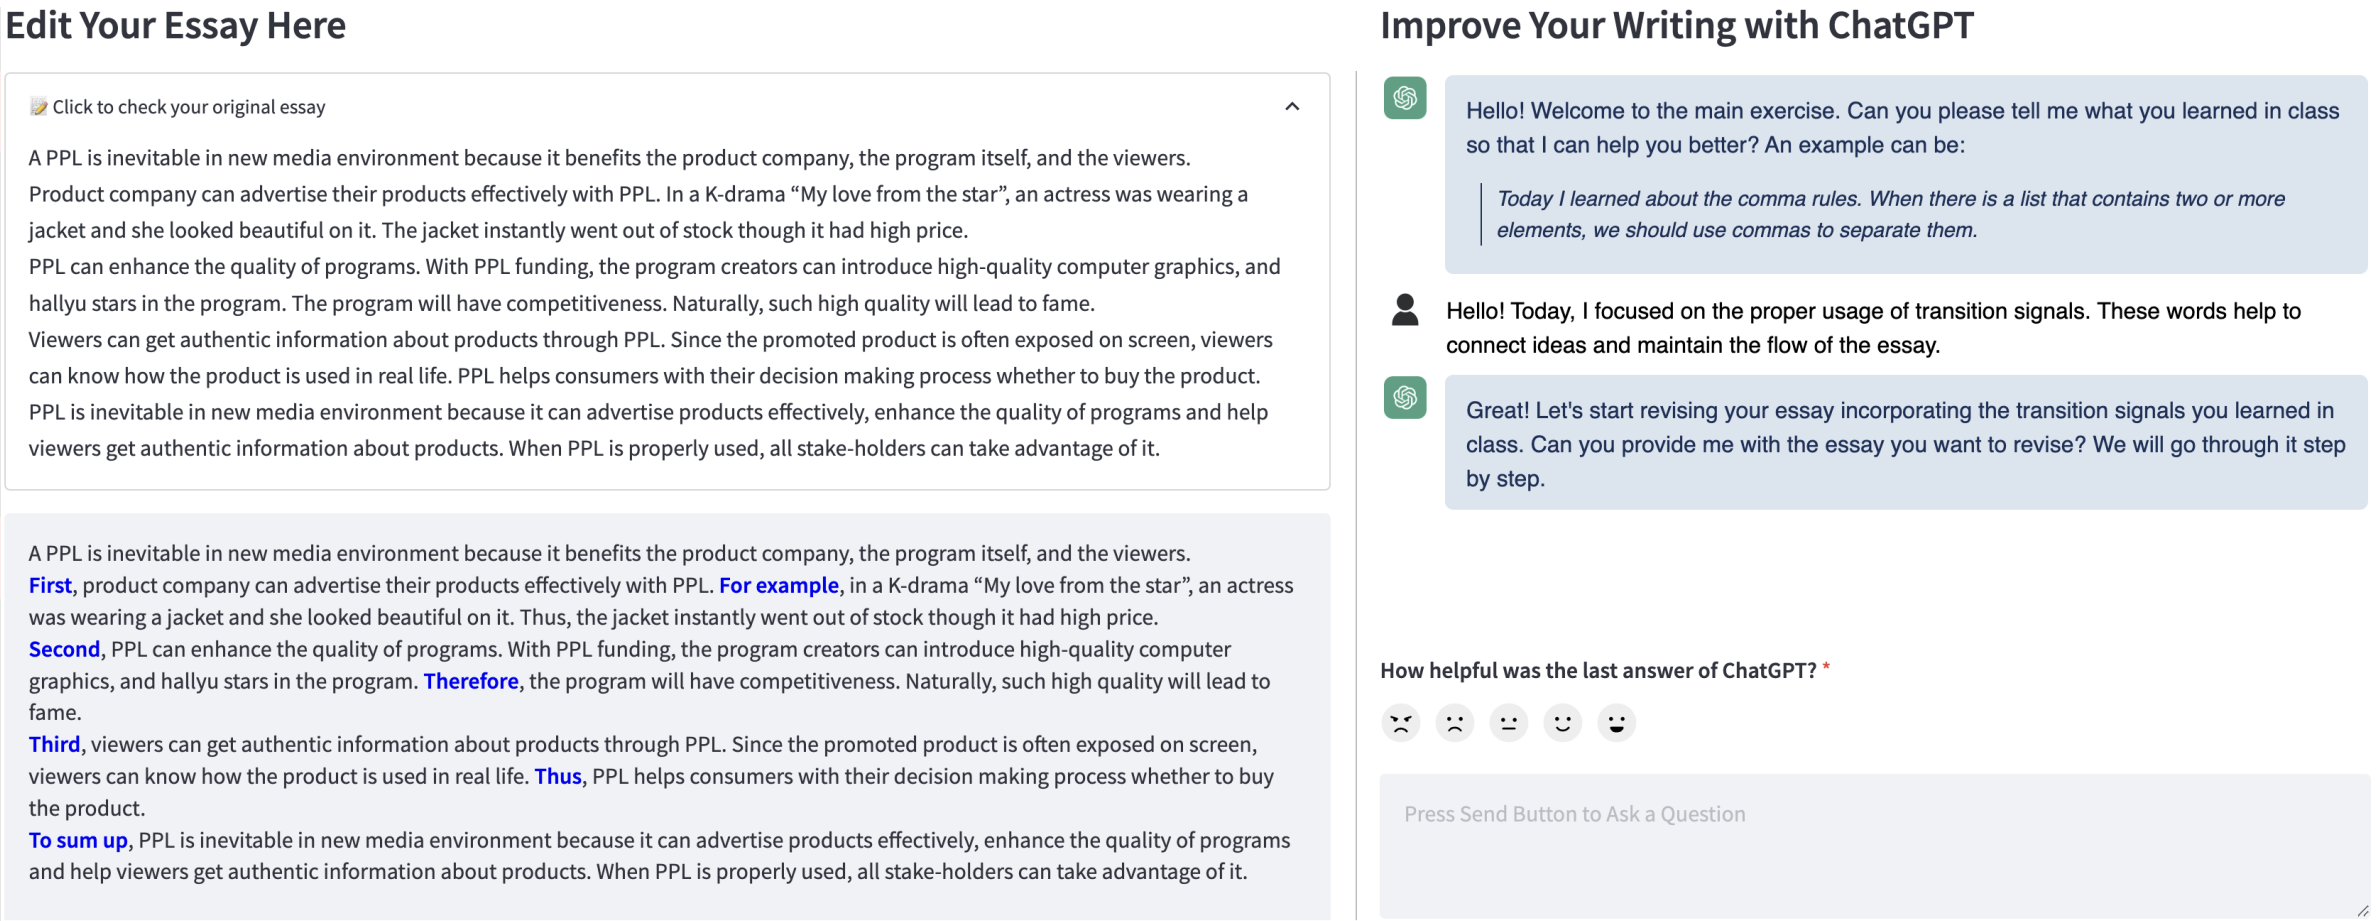 Edit Your Essay Here
Click to check your original essay
A PPL is inevitable in new media environment because it benefits the product company, the program itself, and the viewers.
Product company can advertise their products effectively with PPL. In a K-drama “My love from the star”, an actress was wearing a
jacket and she looked beautiful on it. The jacket instantly went out of stock though it had high price.
PPL can enhance the quality of programs. With PPL funding, the program creators can introduce high-quality computer graphics, and
hallyu stars in the program. The program will have competitiveness. Naturally, such high quality will lead to fame.
Viewers can get authentic information about products through PPL. Since the promoted product is often exposed on screen, viewers
can know how the product is used in real life. PPL helps consumers with their decision making process whether to buy the product.
PPL is inevitable in new media environment because it can advertise products effectively, enhance the quality of programs and help
viewers get authentic information about products. When PPL is properly used, all stake-holders can take advantage of it.
A PPL is inevitable in new media environment because it benefits the product company, the program itself, and the viewers.
First, product company can advertise their products effectively with PPL. For example, in a K-drama “My love from the star”, an actress
was wearing a jacket and she looked beautiful on it. Thus, the jacket instantly went out of stock though it had high price.
Second, PPL can enhance the quality of programs. With PPL funding, the program creators can introduce high-quality computer
graphics, and hallyu stars in the program. Therefore, the program will have competitiveness. Naturally, such high quality will lead to
fame.
Third, viewers can get authentic information about products through PPL. Since the promoted product is often exposed on screen,
viewers can know how the product is used in real life. Thus, PPL helps consumers with their decision making process whether to buy
the product.
To sum up, PPL is inevitable in new media environment because it can advertise products effectively, enhance the quality of programs
and help viewers get authentic information about products. When PPL is properly used, all stake-holders can take advantage of it.
Improve Your Writing with ChatGPT
Hello! Welcome to the main exercise. Can you please tell me what you learned in class
so that I can help you better? An example can be:
Today I learned about the comma rules. When there is a list that contains two or more
elements, we should use commas to separate them.
Hello! Today, I focused on the proper usage of transition signals. These words help to
connect ideas and maintain the flow of the essay.
Great! Let's start revising your essay incorporating the transition signals you learned in
class. Can you provide me with the essay you want to revise? We will go through it step
by step.
How helpful was the last answer of ChatGPT? *
Press Send Button to Ask a Question